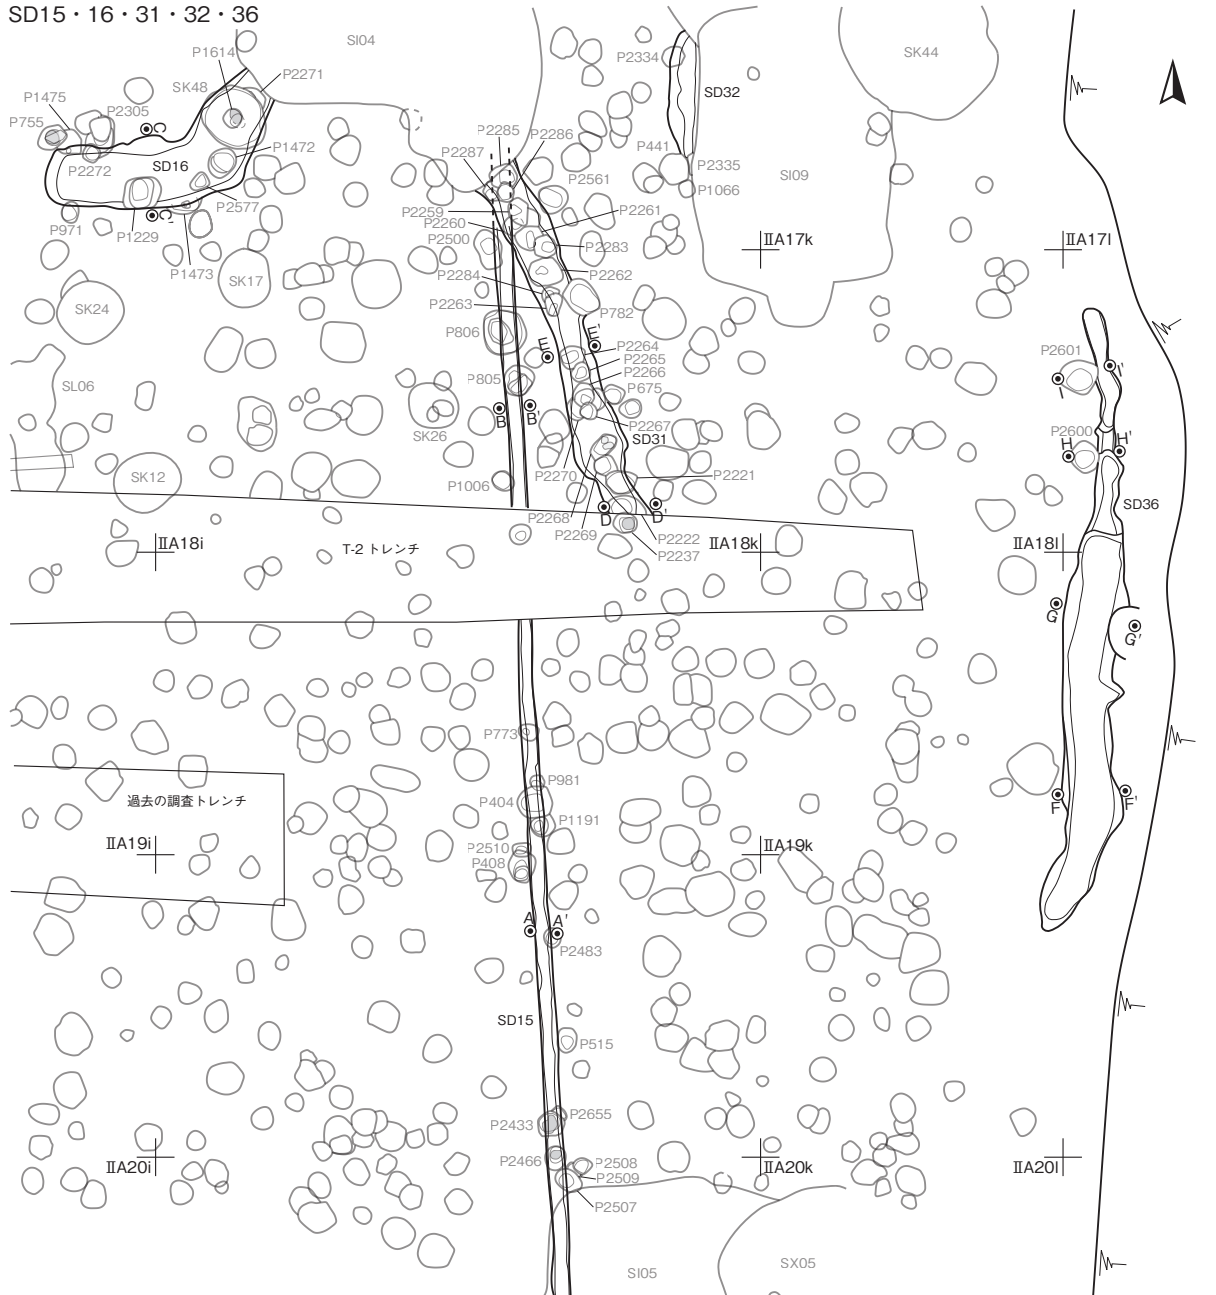 SD15・16・31・32・36
SI04
P1614
P2334
SK44
P2271
SK48
SD32
P1475
P2305
P755
C
P2285
P2286
P2287
P441
P1472
P2272
SD16
P2335
SI09
P2561
P1066
P2577
C'
P2259
P2261
P2260
P971
P1229
P2500
P2283
ⅡA17k
ⅡA17l
P1473
SK17
P2284
P2262
P2263
SK24
P782
P806
E'
E
P2264
P2265
P2601
P2266
I'
I
SL06
P805
P675
B
B'
P2267
SK26
SD31
P2600
H
H'
SK12
P2270
P1006
P2221
SD36
D
D'
P2268
P2269
P2222
P2237
ⅡA18i
T-2 トレンチ
ⅡA18k
ⅡA18l
G
G'
P773
P981
過去の調査トレンチ
P404
F
F'
P1191
ⅡA19i
P2510
ⅡA19k
P408
A
A'
P2483
SD15
P515
P2655
P2433
P2466
P2508
ⅡA20i
ⅡA20k
ⅡA20l
P2509
P2507
SI05
SX05